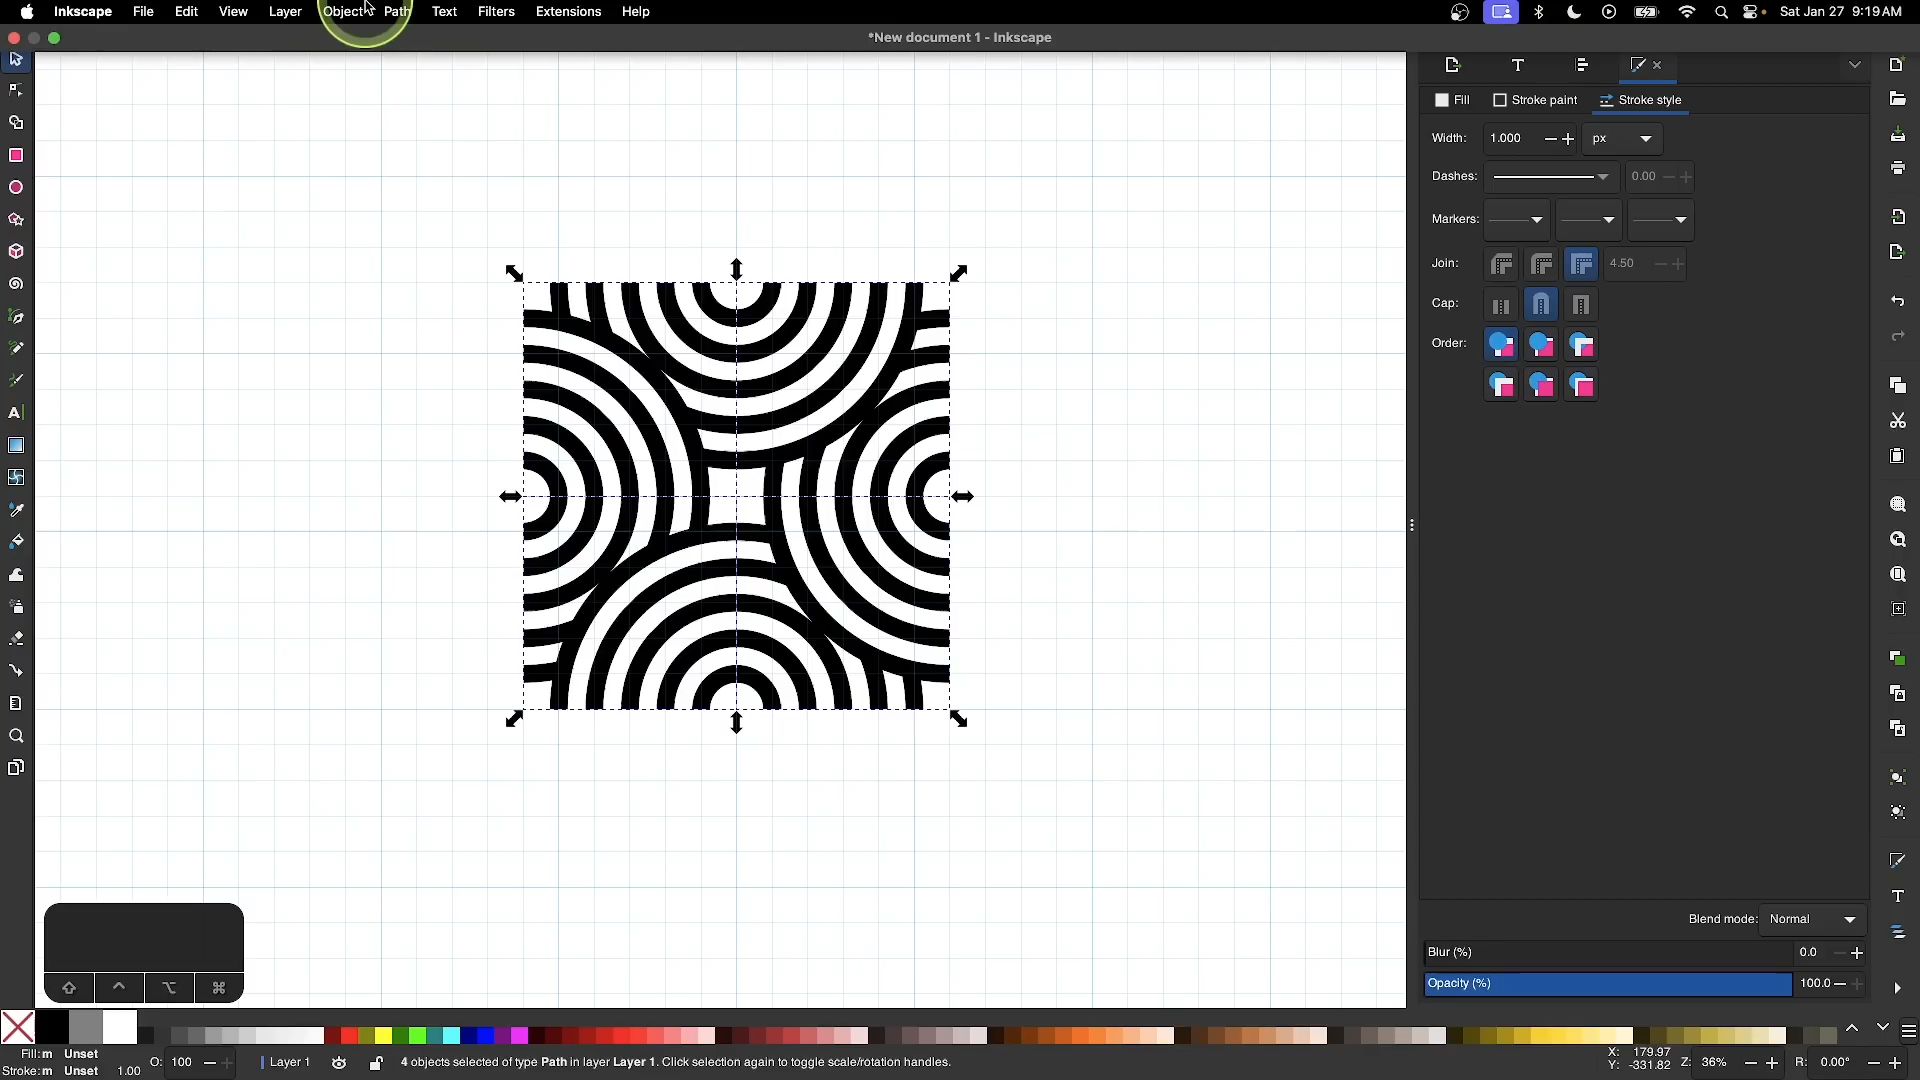 Inkscape File Edit View Layer Object Path Text Filters Extensions Help Sat Jan 27 9:19 AM
*New document 1 - Inkscape
Fill Stroke paint Stroke style
Width: 1.000 px
Dashes: 0.00
Markers:
Join: 4.50
Cap:
Order:
Blend mode: Normal
Blur (%) 0.0
Opacity (%) 100.0
Fill: m Unset
Stroke: m Unset 1.00
O: 100 Layer 1 4 objects selected of type Path in layer Layer 1. Click selection again to toggle scale/rotation handles.
X: 179.97
Y: -331.82
Z: 36% R: 0.00°